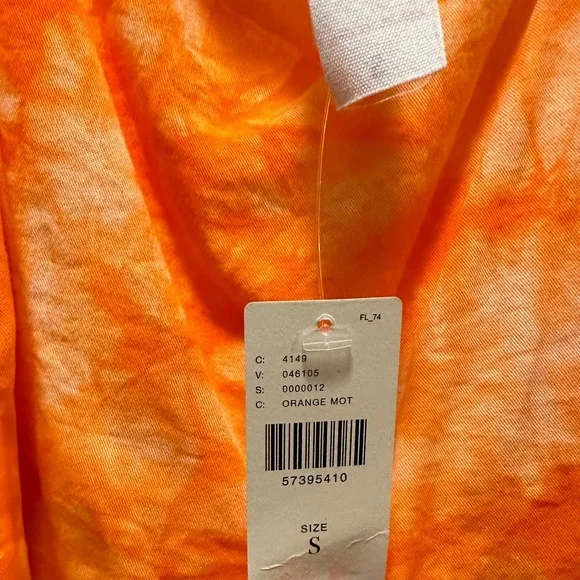 FL_74
C: 4149
V: 046105
S: 0000012
C: ORANGE MOT
57395410
SIZE
S